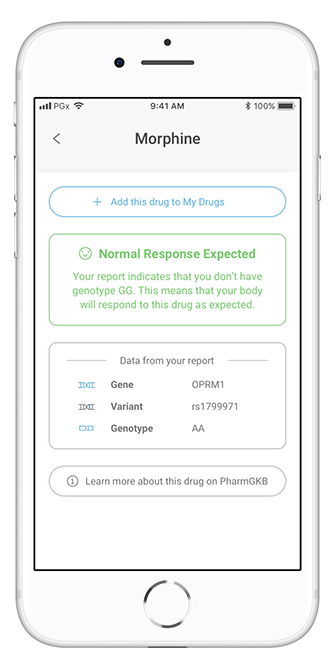 PGx 9:41 AM 100%
Morphine
+ Add this drug to My Drugs
Normal Response Expected
Your report indicates that you don't have
genotype GG. This means that your body
will respond to this drug as expected.
Data from your report
Gene OPRM1
Variant rs1799971
Genotype AA
Learn more about this drug on PharmGKB